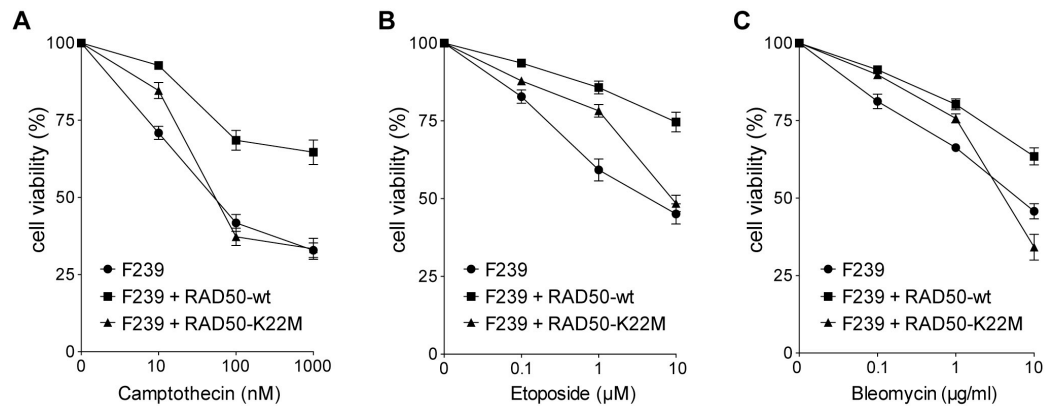 A
B
C
100
75
50
25
0
cell viability (%)
F239
F239 + RAD50-wt
F239 + RAD50-K22M
0
10
100
1000
Camptothecin (nM)
100
75
50
25
0
cell viability (%)
F239
F239 + RAD50-wt
F239 + RAD50-K22M
0
0.1
1
10
Etoposide (µM)
100
75
50
25
0
cell viability (%)
F239
F239 + RAD50-wt
F239 + RAD50-K22M
0
0.1
1
10
Bleomycin (µg/ml)